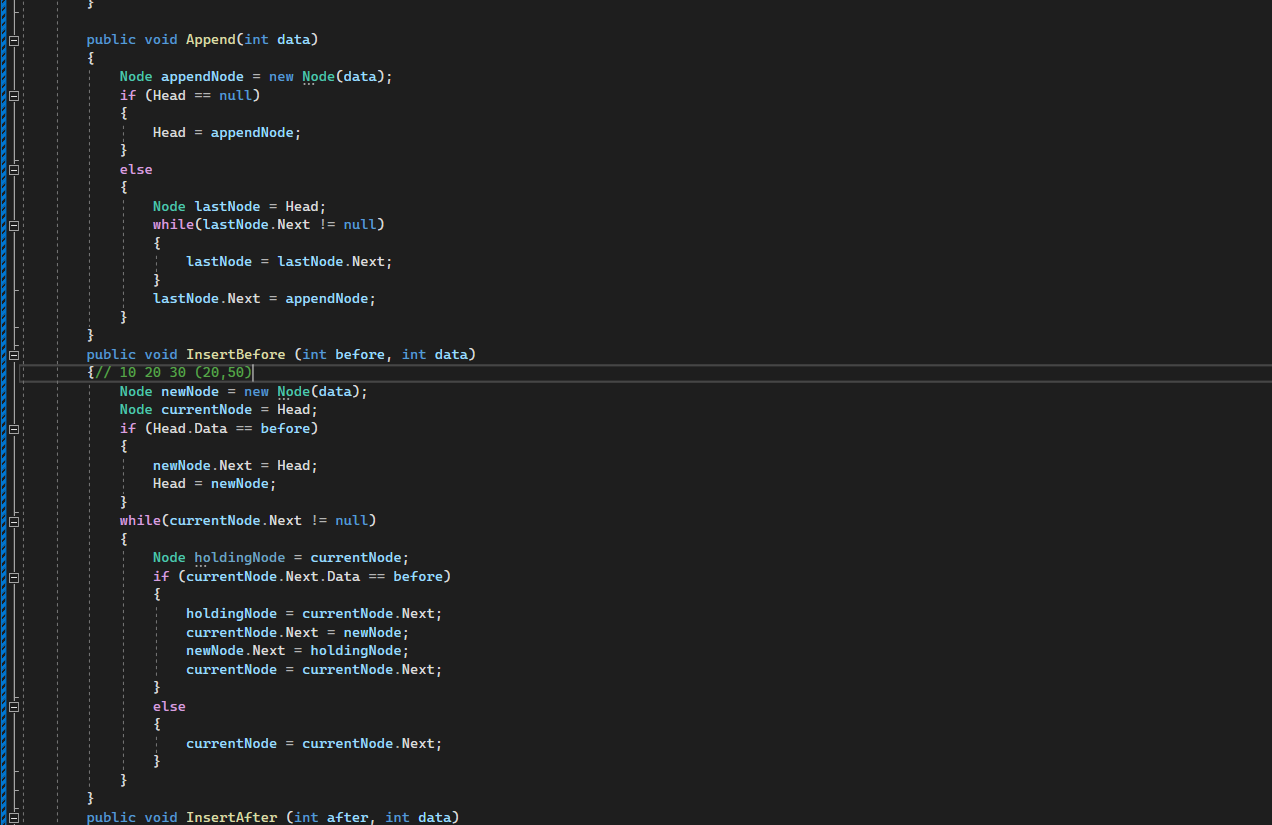 }
public void Append(int data)
{
Node appendNode = new Node(data);
if (Head == null)
{
Head = appendNode;
}
else
{
Node lastNode = Head;
while(lastNode.Next != null)
{
lastNode = lastNode.Next;
}
lastNode.Next = appendNode;
}
}
public void InsertBefore (int before, int data)
{// 10 20 30 (20,50)
Node newNode = new Node(data);
Node currentNode = Head;
if (Head.Data == before)
{
newNode.Next = Head;
Head = newNode;
}
while(currentNode.Next != null)
{
Node holdingNode = currentNode;
if (currentNode.Next.Data == before)
{
holdingNode = currentNode.Next;
currentNode.Next = newNode;
newNode.Next = holdingNode;
currentNode = currentNode.Next;
}
else
{
currentNode = currentNode.Next;
}
}
}
public void InsertAfter (int after, int data)